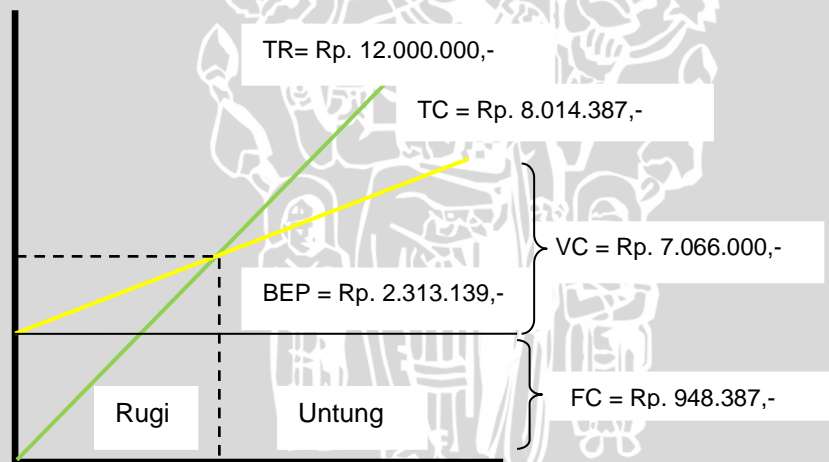 TR= Rp. 12.000.000,-
TC = Rp. 8.014.387,-
VC = Rp. 7.066.000,-
BEP = Rp. 2.313.139,-
FC = Rp. 948.387,-
Rugi
Untung